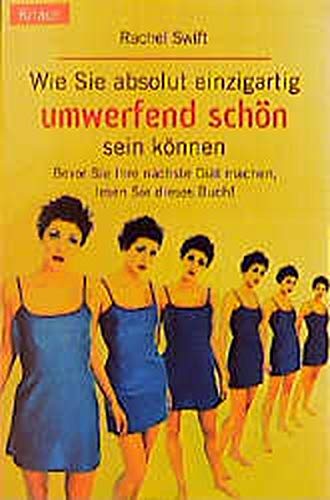 Knaur
Rachel Swift
Wie Sie absolut einzigartig
umwerfend schön
sein können
Bevor Sie Ihre nächste Diät machen,
lesen Sie dieses Buch!